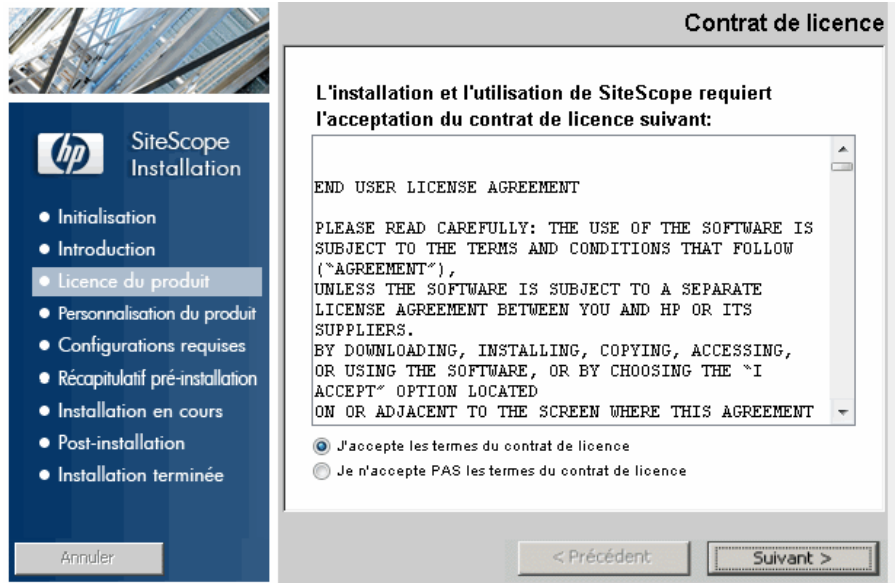 Contrat de licence
L'installation et l'utilisation de SiteScope requiert
l'acceptation du contrat de licence suivant:
hp
SiteScope
Installation
Initialisation
Introduction
Licence du produit
Personnalisation du produit
Configurations requises
Récapitulatif pré-installation
Installation en cours
Post-installation
Installation terminée
END USER LICENSE AGREEMENT
PLEASE READ CAREFULLY: THE USE OF THE SOFTWARE IS
SUBJECT TO THE TERMS AND CONDITIONS THAT FOLLOW
("AGREEMENT"),
UNLESS THE SOFTWARE IS SUBJECT TO A SEPARATE
LICENSE AGREEMENT BETWEEN YOU AND HP OR ITS
SUPPLIERS.
BY DOWNLOADING, INSTALLING, COPYING, ACCESSING,
OR USING THE SOFTWARE, OR BY CHOOSING THE "I
ACCEPT" OPTION LOCATED
ON OR ADJACENT TO THE SCREEN WHERE THIS AGREEMENT
J'accepte les termes du contrat de licence
Je n'accepte PAS les termes du contrat de licence
Annuler
< Précédent
Suivant >